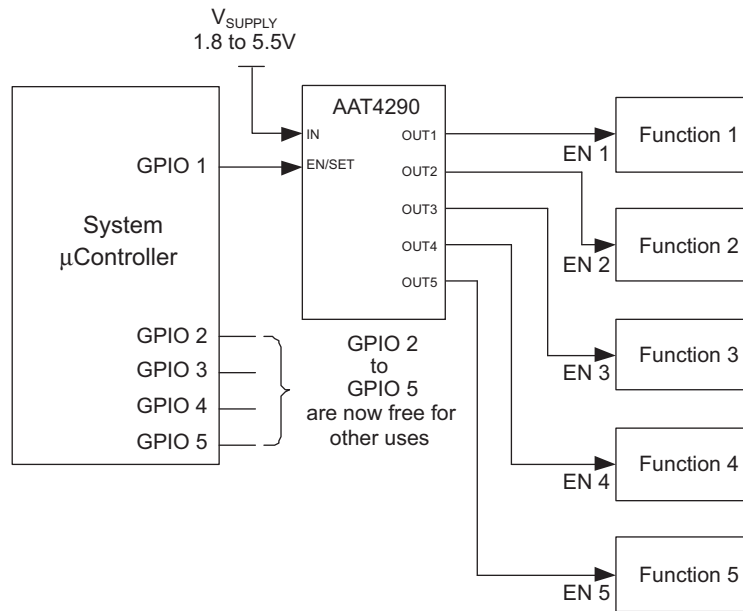 VSUPPLY
1.8 to 5.5V
AAT4290
IN
EN/SET
OUT1
OUT2
OUT3
OUT4
OUT5
GPIO 1
System
μController
GPIO 2
GPIO 3
GPIO 4
GPIO 5
GPIO 2
to
GPIO 5
are now free for
other uses
EN 1
Function 1
EN 2
Function 2
EN 3
Function 3
EN 4
Function 4
EN 5
Function 5